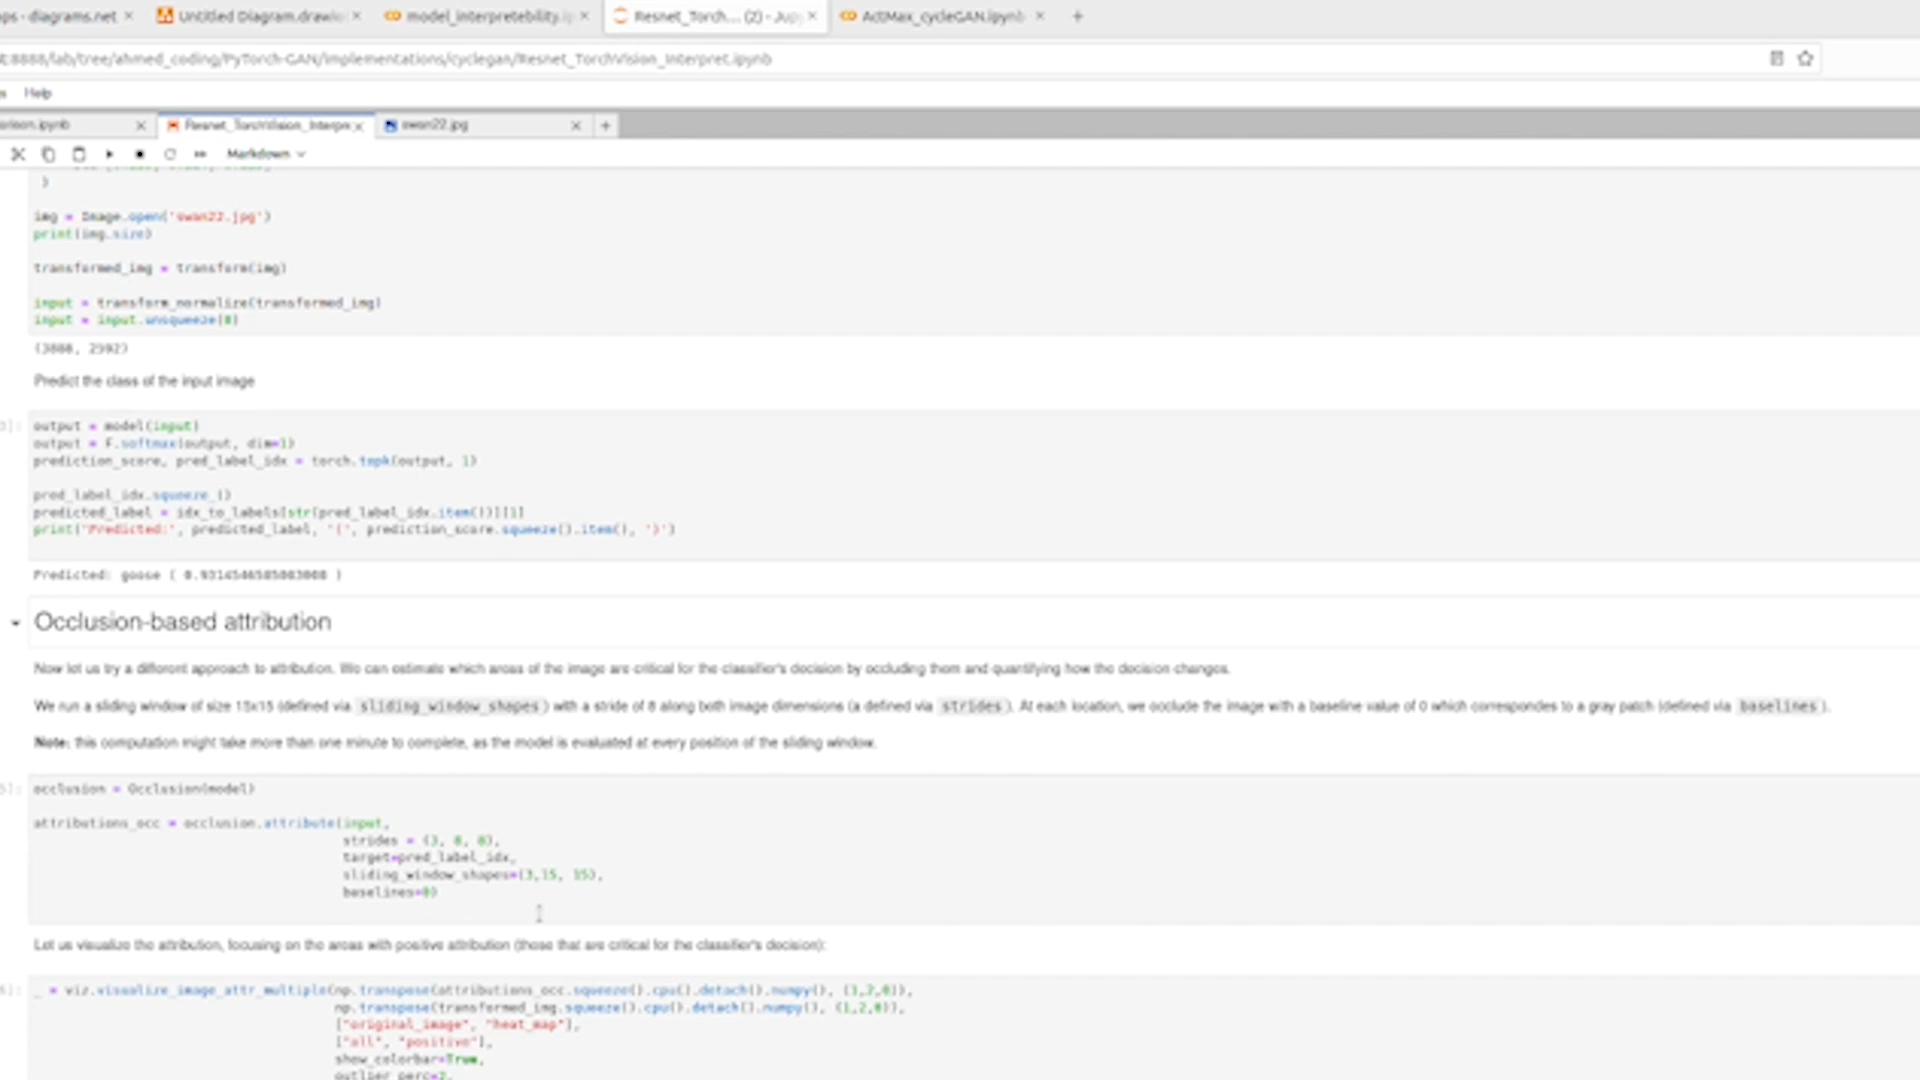 ps - diagrams.net
Untitled Diagram.drawio
model_interpretebility.ip
Resnet_Torch... (2) - Jup
ActMax_cycleGAN.ipynb
t:8888/lab/tree/ahmed_coding/PyTorch-GAN/implementations/cyclegan/Resnet_TorchVision_Interpret.ipynb
Help
Resnet_TorchVision_Interpre
swan22.jpg
Markdown
)
img = Image.open('swan22.jpg')
print(img.size)
transformed_img = transform(img)
input = transform_normalize(transformed_img)
input = input.unsqueeze(0)
Predict the class of the input image
output = model(input)
output = F.softmax(output, dim=1)
prediction_score, pred_label_idx = torch.topk(output, 1)
pred_label_idx.squeeze_()
predicted_label = idx_to_labels[str(pred_label_idx.item())][1]
print('Predicted:', predicted_label, '(', prediction_score.squeeze().item(), ')')
Predicted: goose (
Occlusion-based attribution
Now let us try a different approach to attribution. We can estimate which areas of the image are critical for the classifier's decision by occluding them and quantifying how the decision changes.
We run a sliding window of size 15x15 (defined via sliding_window_shapes) with a stride of 8 along both image dimensions (a defined via strides). At each location, we occlude the image with a baseline value of 0 which correspondes to a gray patch (defined via baselines).
Note: this computation might take more than one minute to complete, as the model is evaluated at every position of the sliding window.
occlusion = Occlusion(model)
attributions_occ = occlusion.attribute(input,
strides = (3, 8, 8),
target=pred_label_idx,
sliding_window_shapes=(3,15, 15),
baselines=0)
Let us visualize the attribution, focusing on the areas with positive attribution (those that are critical for the classifier's decision):
_ = viz.visualize_image_attr_multiple(np.transpose(attributions_occ.squeeze().cpu().detach().numpy(), (1,2,0)),
np.transpose(transformed_img.squeeze().cpu().detach().numpy(), (1,2,0)),
["original_image", "heat_map"],
["all", "positive"],
show_colorbar=True,
outlier_perc=2,